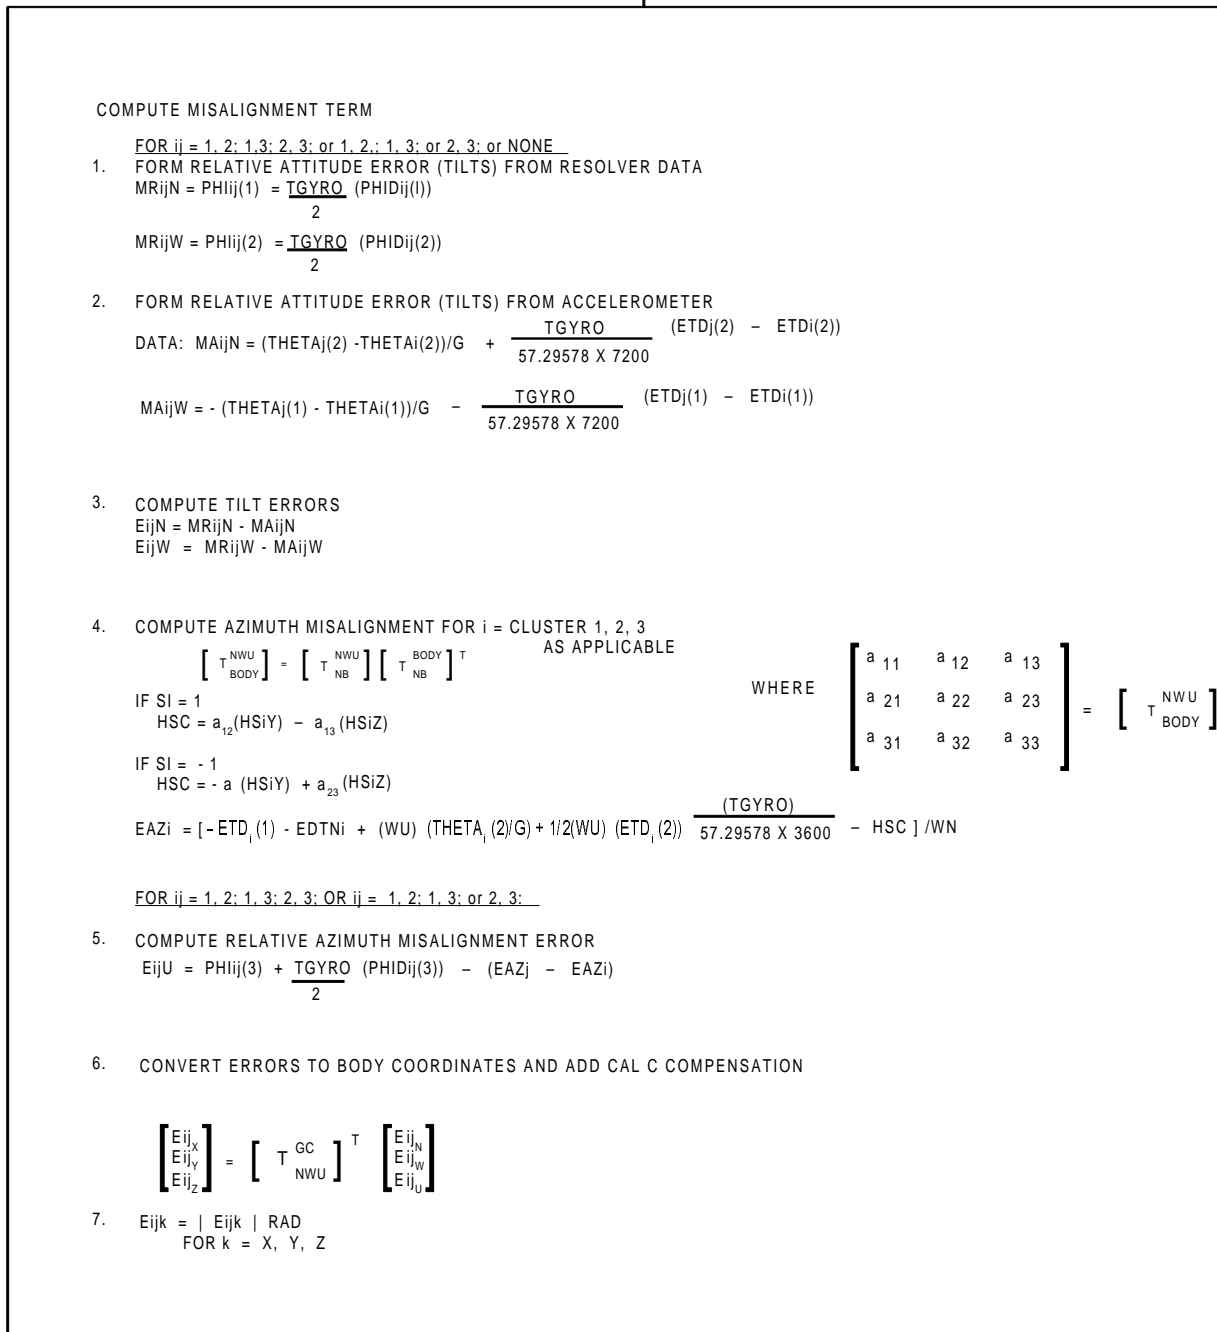 COMPUTE MISALIGNMENT TERM
FOR ij = 1, 2; 1,3; 2, 3; or 1, 2,; 1, 3; or 2, 3; or NONE
1. FORM RELATIVE ATTITUDE ERROR (TILTS) FROM RESOLVER DATA
MRijN = PHIij(1) = TGYRO (PHIDij(I))
2
MRijW = PHIij(2) = TGYRO (PHIDij(2))
2
2. FORM RELATIVE ATTITUDE ERROR (TILTS) FROM ACCELEROMETER
DATA: MAijN = (THETAj(2) -THETAi(2))/G + TGYRO (ETDj(2) – ETDi(2))
57.29578 X 7200
MAijW = - (THETAj(1) - THETAi(1))/G – TGYRO (ETDj(1) – ETDi(1))
57.29578 X 7200
3. COMPUTE TILT ERRORS
EijN = MRijN - MAijN
EijW = MRijW - MAijW
4. COMPUTE AZIMUTH MISALIGNMENT FOR i = CLUSTER 1, 2, 3
AS APPLICABLE
[ T NWU BODY ] = [ T NWU NB ] [ T BODY NB ] T
WHERE
a 11 a 12 a 13
a 21 a 22 a 23
a 31 a 32 a 33
= [ T NWU BODY ]
IF SI = 1
HSC = a12(HSiY) – a13(HSiZ)
IF SI = - 1
HSC = - a (HSiY) + a23(HSiZ)
EAZi = [ - ETDi(1) - EDTNi + (WU) (THETAi(2)/G) + 1/2(WU) (ETDi(2)) (TGYRO) – HSC ] /WN
57.29578 X 3600
FOR ij = 1, 2; 1, 3; 2, 3; OR ij = 1, 2; 1, 3; or 2, 3:
5. COMPUTE RELATIVE AZIMUTH MISALIGNMENT ERROR
EijU = PHIij(3) + TGYRO (PHIDij(3)) – (EAZj – EAZi)
2
6. CONVERT ERRORS TO BODY COORDINATES AND ADD CAL C COMPENSATION
[ EijX EijY EijZ ] = [ T GC NWU ] T [ EijN EijW EijU ]
7. Eijk = | Eijk | RAD
FOR k = X, Y, Z